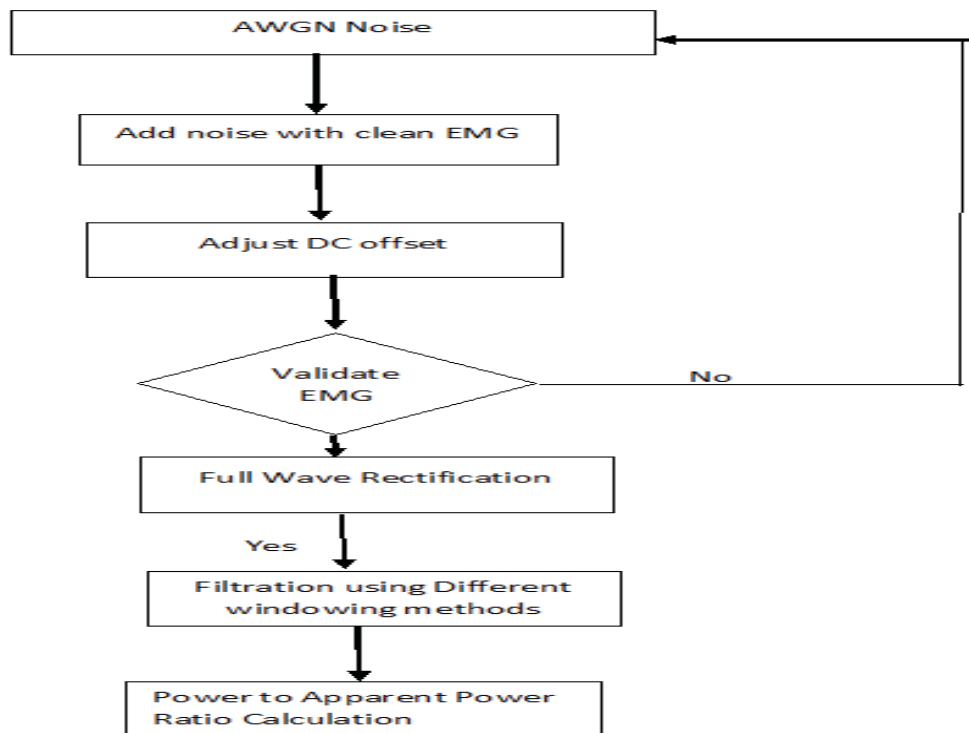 AWGN Noise
Add noise with clean EMG
Adjust DC offset
Validate
EMG
No
Full Wave Rectification
Yes
Filtration using Different
windowing methods
Power to Apparent Power
Ratio Calculation